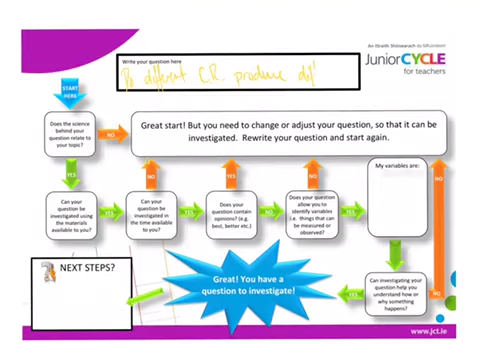 An tSraith Shóisearach do Mhúinteoirí
JuniorCYCLE
for teachers
Write your question here
Do different C.R. produce
START
HERE
Does the science
behind your
question relate to
your topic?
NO
Great start! But you need to change or adjust your question, so that it can be
investigated. Rewrite your question and start again.
YES
NO
YES
NO
My variables are:
NO
Can your
question be
investigated using
the materials
available to you?
YES
Can your
question be
investigated in
the time available
to you?
YES
Does your
question contain
opinions? (e.g.
best, better etc.)
NO
Does your
question
allow you to
identify variables
i.e. things that
can be measured
or observed?
YES
NEXT STEPS?
Great! You have a
question to investigate!
YES
Can investigating
your question
help you
understand how or
why something
happens?
NO
www.jct.ie